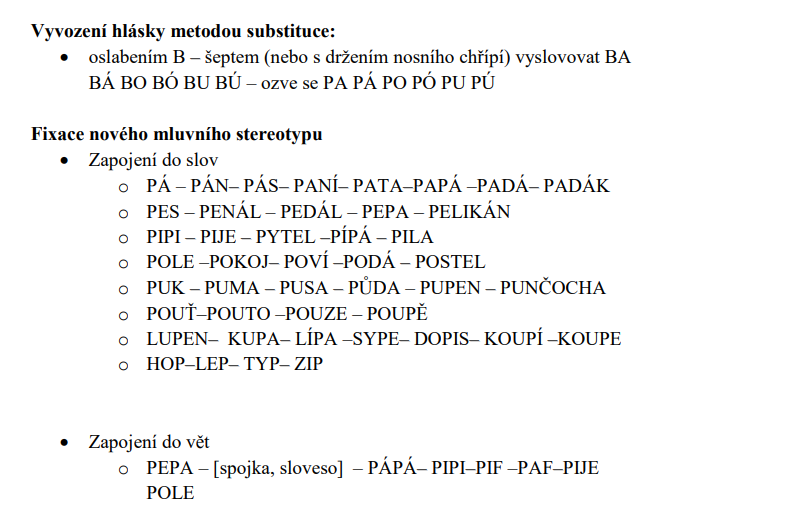 Vyvození hlásky metodou substituce:
• oslabením B – šeptem (nebo s držením nosního chřípí) vyslovovat BA
BÁ BO BÓ BU BÚ – ozve se PA PÁ PO PÓ PU PÚ
Fixace nového mluvního stereotypu
• Zapojení do slov
o PÁ – PÁN– PÁS– PANÍ– PATA–PAPÁ –PADÁ– PADÁK
o PES – PENÁL – PEDÁL – PEPA – PELIKÁN
o PIPI – PIJE – PYTEL –PÍPÁ – PILA
o POLE –POKOJ– POVÍ –PODÁ – POSTEL
o PUK – PUMA – PUSA – PŮDA – PUPEN – PUNČOCHA
o POUŤ–POUTO –POUZE – POUPĚ
o LUPEN– KUPA– LÍPA –SYPE– DOPIS– KOUPÍ –KOUPE
o HOP–LEP– TYP– ZIP
• Zapojení do vět
o PEPA – [spojka, sloveso] – PÁPÁ– PIPI–PIF –PAF–PIJE
POLE